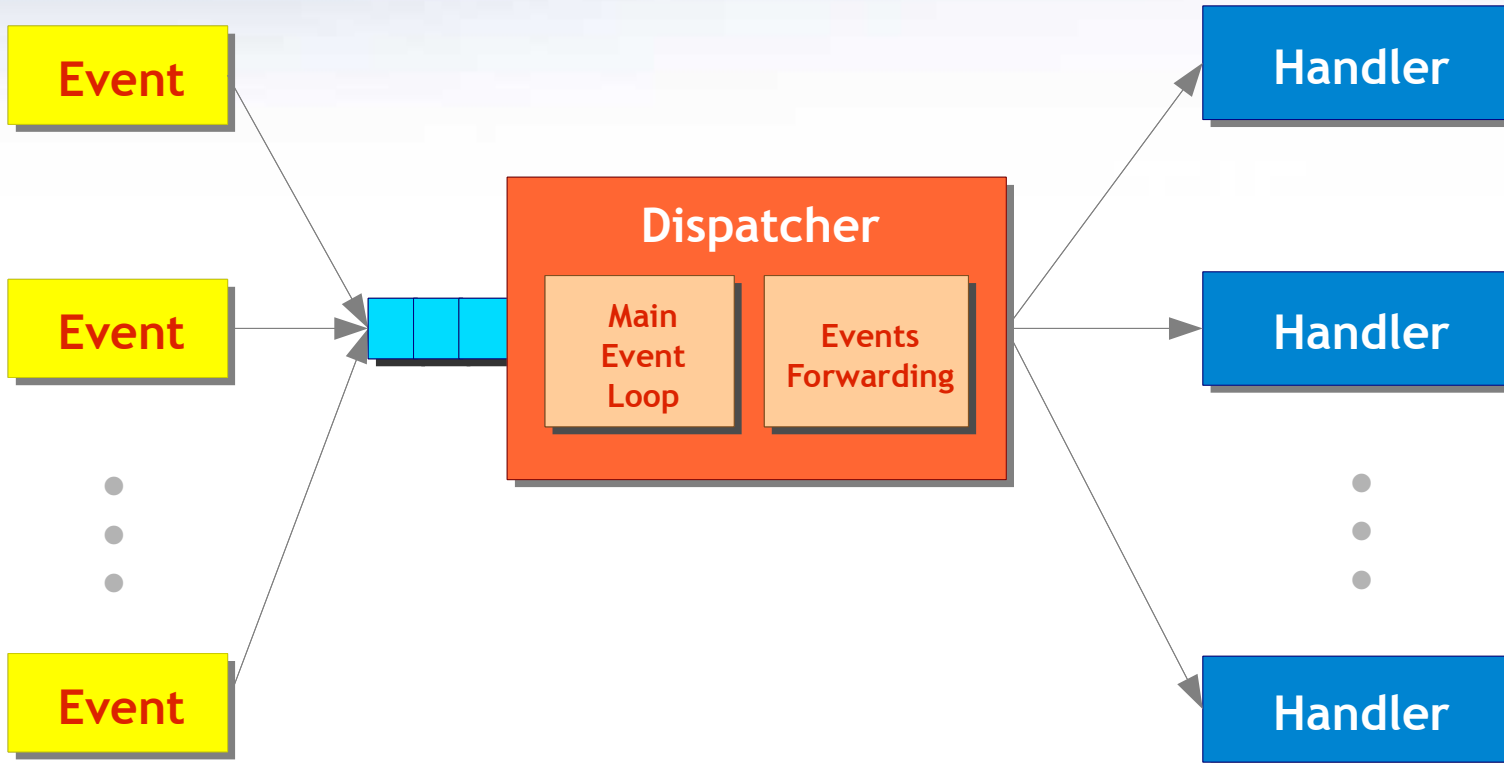 Event
Handler
Dispatcher
Event
Main
Event
Loop
Events
Forwarding
Handler
Event
Handler